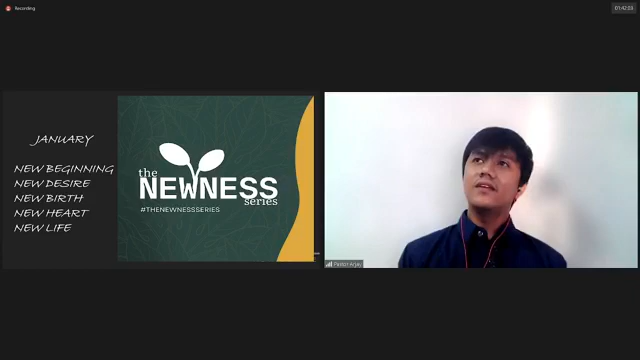 Recording
01:42:03
JANUARY
NEW BEGINNING
NEW DESIRE
NEW BIRTH
NEW HEART
NEW LIFE
the
NEWNESS
series
#THENEWNESSSERIES
Pastor Arjay